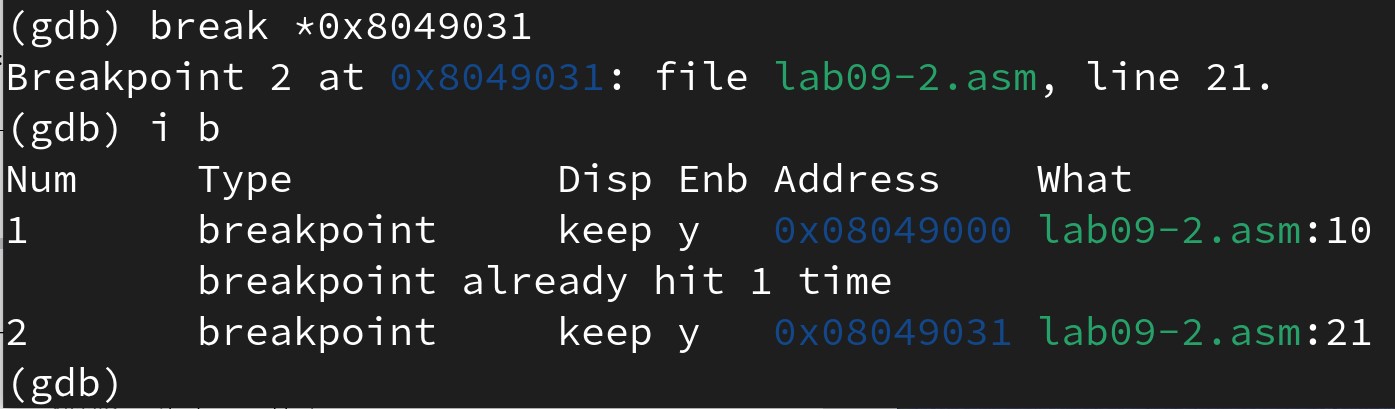 (gdb) break *0x8049031
Breakpoint 2 at 0x8049031: file lab09-2.asm, line 21.
(gdb) i b
Num     Type           Disp Enb Address    What
1       breakpoint     keep y   0x08049000 lab09-2.asm:10
        breakpoint already hit 1 time
2       breakpoint     keep y   0x08049031 lab09-2.asm:21
(gdb)